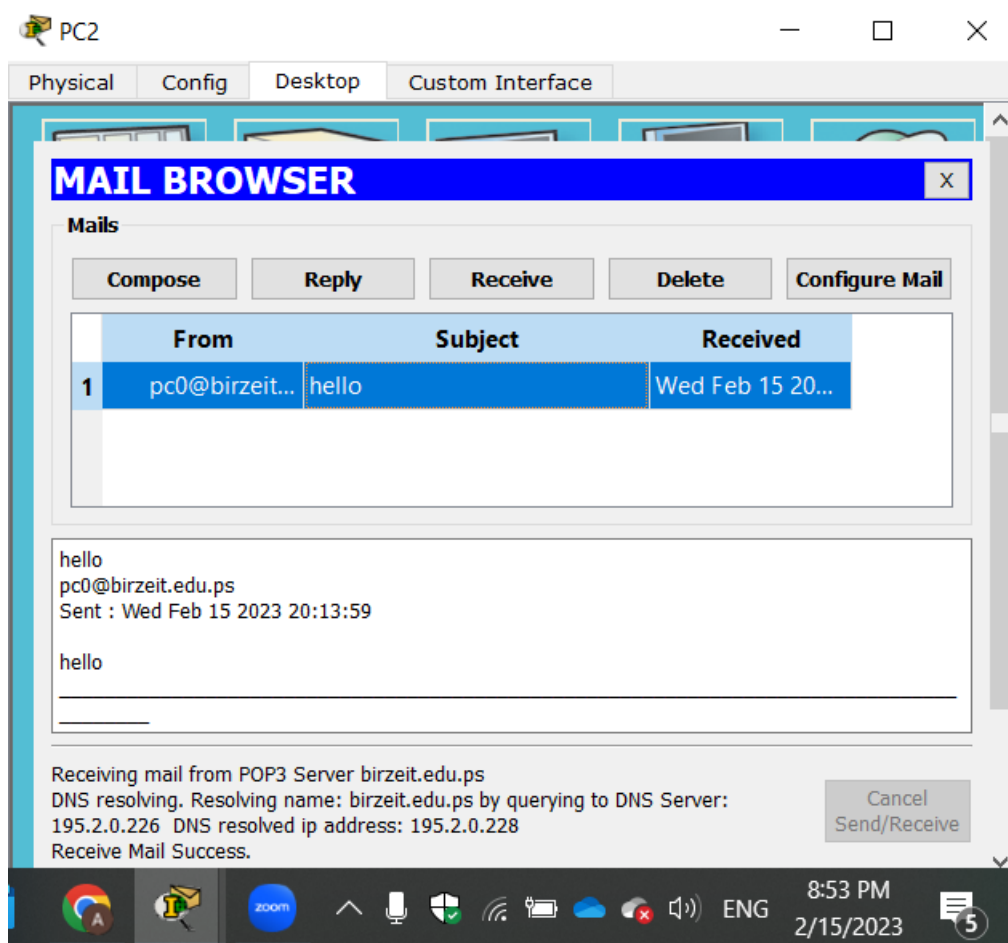 PC2
Physical Config Desktop Custom Interface
MAIL BROWSER X
Mails
Compose Reply Receive Delete Configure Mail
From Subject Received
1 pc0@birzeit... hello Wed Feb 15 20...
hello
pc0@birzeit.edu.ps
Sent : Wed Feb 15 2023 20:13:59
hello
Receiving mail from POP3 Server birzeit.edu.ps
DNS resolving. Resolving name: birzeit.edu.ps by querying to DNS Server:
195.2.0.226 DNS resolved ip address: 195.2.0.228
Receive Mail Success.
Cancel
Send/Receive
A zoom ENG 8:53 PM
2/15/2023 5